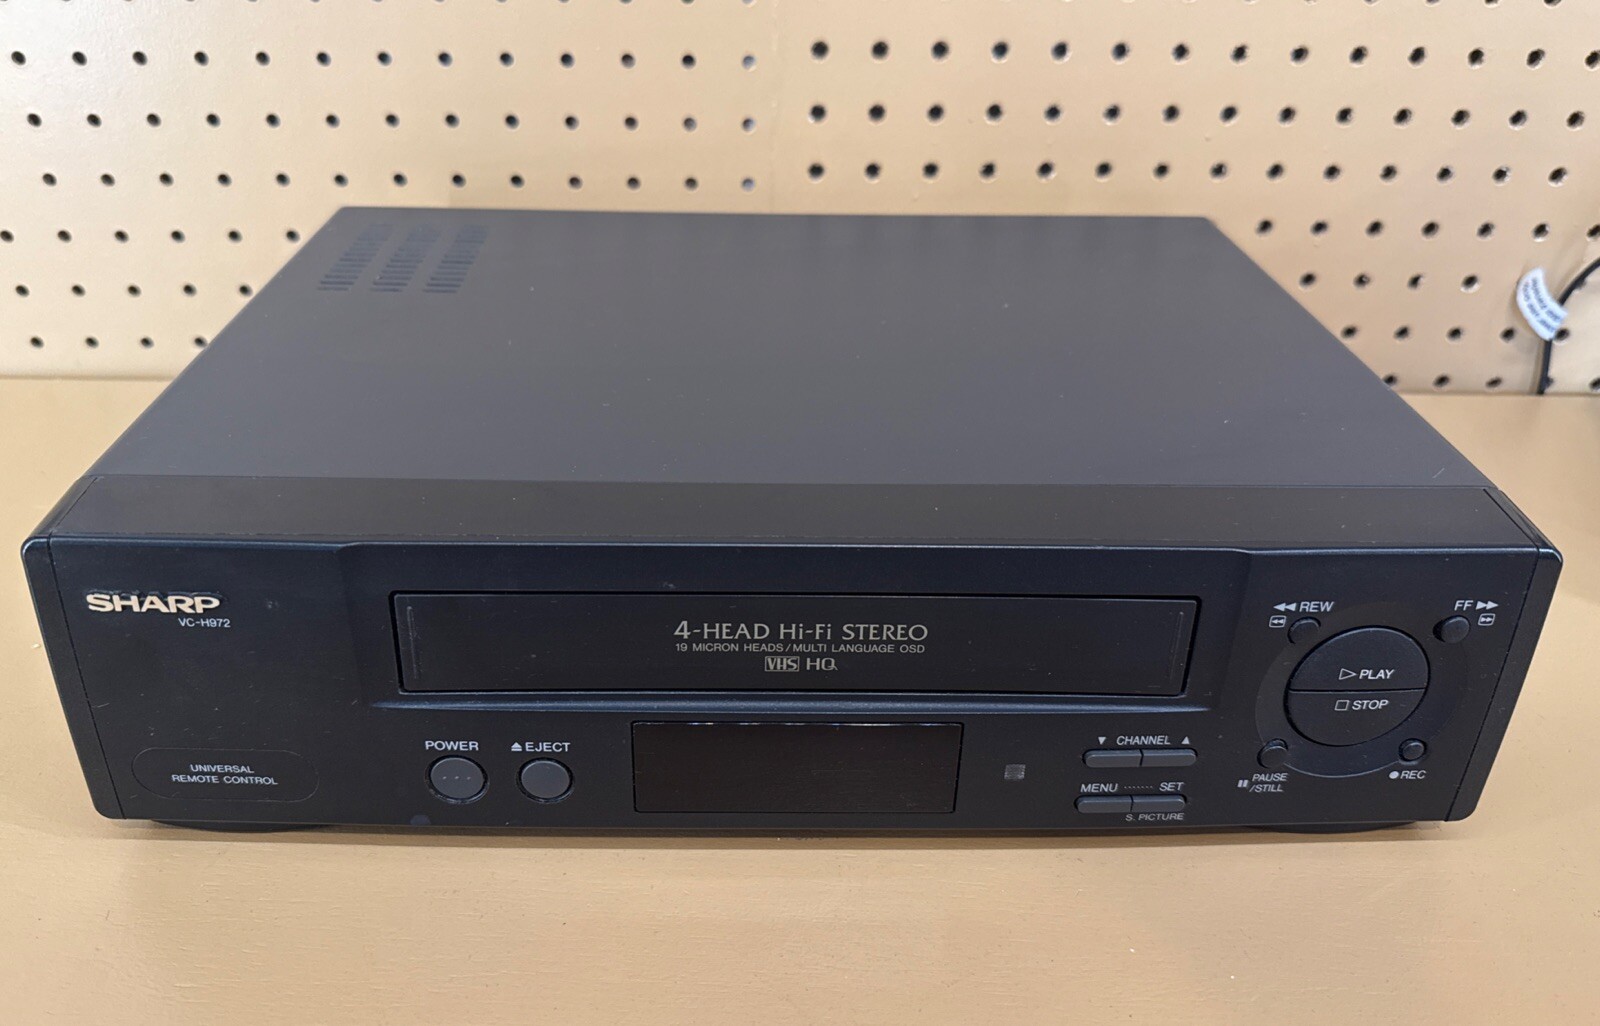 SHARP
VC-H972
4-HEAD Hi-Fi STEREO
19 MICRON HEADS/MULTI LANGUAGE OSD
VHS HQ
REW
FF
PLAY
STOP
PAUSE
/STILL
REC
POWER
EJECT
CHANNEL
MENU SET
S. PICTURE
UNIVERSAL
REMOTE CONTROL